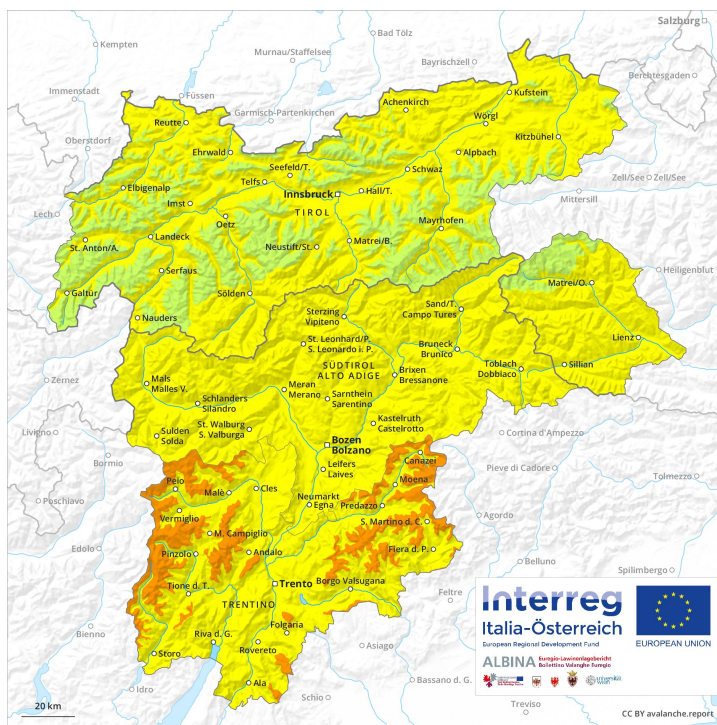 Salzburg
Kempten
Bad Tölz
Murnau/Staffelsee
Bayrischzell
Berchtesgaden
Immenstadt
Füssen
Garmisch-Partenkirchen
Achenkirch
Kufstein
Wörgl
Reutte
Oberstdorf
Ehrwald
Kitzbühel
Alpbach
Seefeld/T.
Schwaz
Telfs
Zell/See
Zell/See
Elbigenalp
Innsbruck
Hall/T.
Mittersill
Imst
TIROL
Lech
Oetz
Mayrhofen
St. Anton/A.
Landeck
Neustift/St.
Matrei/B.
Serfaus
Heiligenblut
Matrei/O.
Galtür
Sölden
Nauders
Sterzing
Vipiteno
Sand/T.
Campo Tures
Lienz
St. Leonhard/P.
S. Leonardo i. P.
Bruneck
Brunico
SÜDTIROL
ALTO ADIGE
Toblach
Dobbiaco
Sillian
Brixen
Bressanone
Zernez
Mals
Malles V.
Meran
Merano
Sarnthein
Sarentino
Schlanders
Silandro
Kastelruth
Castelrotto
St. Walburg
S. Valburga
Livigno
Sulden
Solda
Cortina d'Ampezzo
Bozen
Bolzano
Canazei
Bormio
Leifers
Laives
Pieve di Cadore
Moena
Tolmezzo
Poschiavo
Peio
Malè
Cles
Neumarkt
Egna
Predazzo
Vermiglio
S. Martino d. C.
Agordo
M. Campiglio
Edolo
Pinzolo
Andalo
Fiera d. P.
Belluno
Spilimbergo
Trento
Borgo Valsugana
Tione d. T.
Feltre
TRENTINO
Folgaria
Bienno
Riva d. G.
Rovereto
Asiago
Storo
Idro
Ala
Schio
Bassano d. G.
Treviso
20 km
Interreg
Italia-Österreich
European Regional Development Fund
EUROPEAN UNION
ALBINA Euregio-Lawinenlagebericht
Bollettino Valanghe Euregio
CC BY avalanche.report